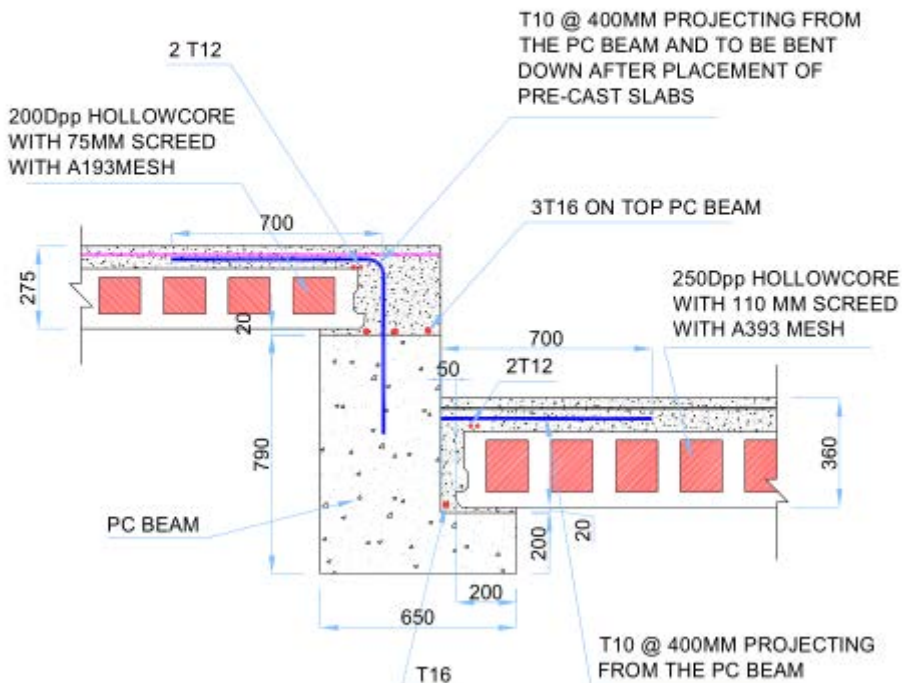 T10 @ 400MM PROJECTING FROM
THE PC BEAM AND TO BE BENT
DOWN AFTER PLACEMENT OF
PRE-CAST SLABS
2 T12
200Dpp HOLLOWCORE
WITH 75MM SCREED
WITH A193MESH
700
3T16 ON TOP PC BEAM
275
20
250Dpp HOLLOWCORE
WITH 110 MM SCREED
WITH A393 MESH
700
50
2T12
790
360
PC BEAM
200
20
200
650
T16
T10 @ 400MM PROJECTING
FROM THE PC BEAM